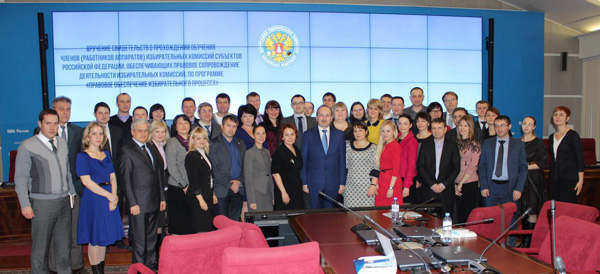 ВРУЧЕНИЕ СВИДЕТЕЛЬСТВ О ПРОХОЖДЕНИИ ОБУЧЕНИЯ
ЧЛЕНОВ (РАБОТНИКОВ АППАРАТОВ) ИЗБИРАТЕЛЬНЫХ КОМИССИЙ СУБЪЕКТОВ
РОССИЙСКОЙ ФЕДЕРАЦИИ, ОБЕСПЕЧИВАЮЩИХ ПРАВОВОЕ СОПРОВОЖДЕНИЕ
ДЕЯТЕЛЬНОСТИ ИЗБИРАТЕЛЬНЫХ КОМИССИЙ, ПО ПРОГРАММЕ
«ПРАВОВОЕ ОБЕСПЕЧЕНИЕ ИЗБИРАТЕЛЬНОГО ПРОЦЕССА»